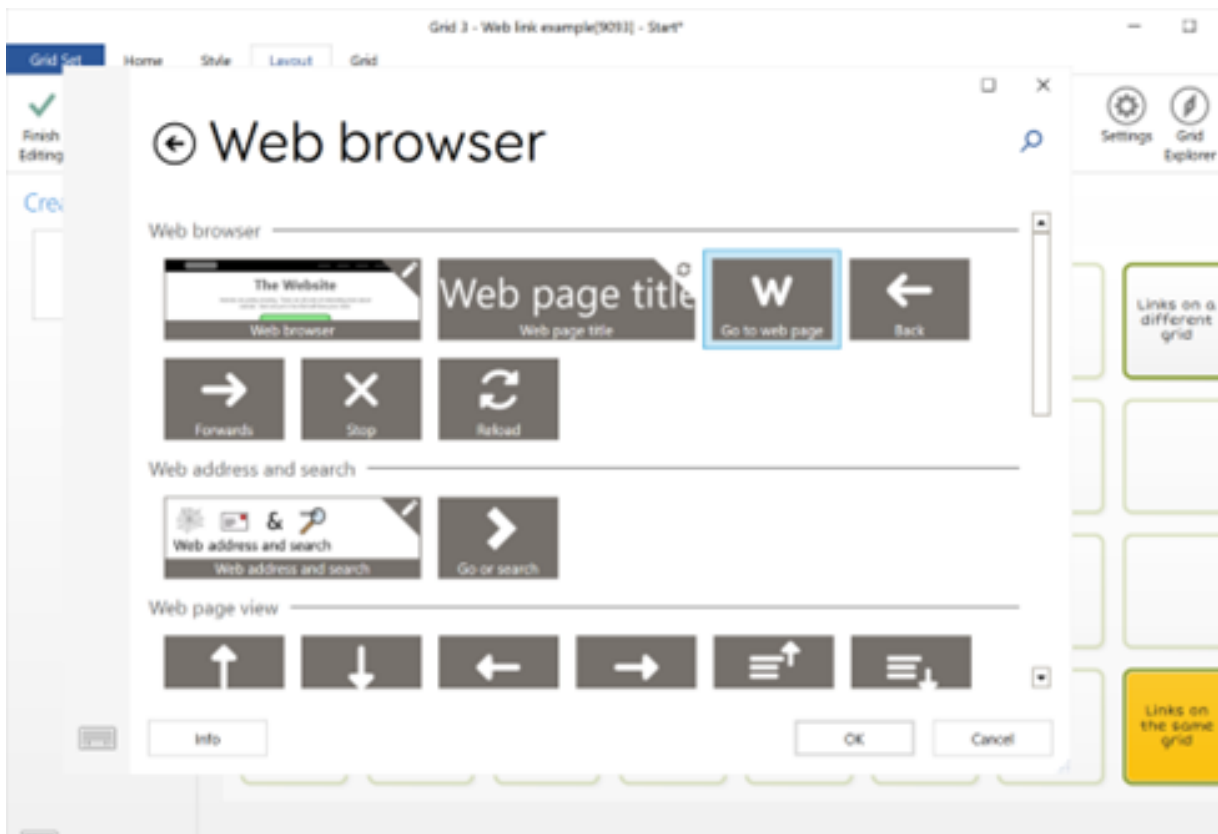 Grid 3 - Web link example[9093] - Start*
Grid Set Home Style Layout Grid
Finish
Editing
Settings
Grid
Explorer
Web browser
Web browser
The Website
Web browser
Web page title
Web page title
W
Go to web page
Back
Forwards
Stop
Reload
Web address and search
&
Web address and search
Web address and search
Go or search
Web page view
Info
OK
Cancel
Links on a
different
grid
Links on
the same
grid